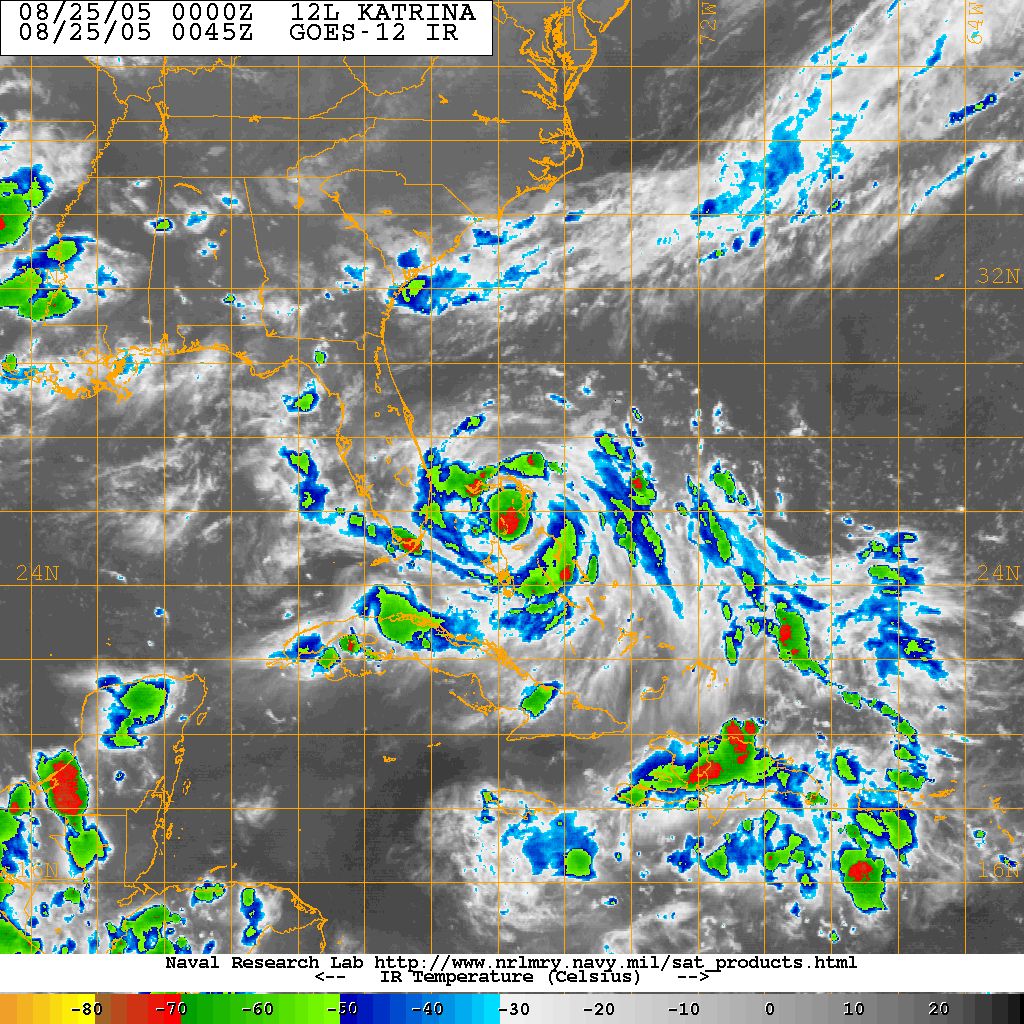 08/25/05 0000Z 12L KATRINA
08/25/05 0045Z GOES-12 IR
72W
64W
32N
24N
24N
16N
16N
Naval Research Lab http://www.nrlmry.navy.mil/sat_products.html
<-- IR Temperature (Celsius) -->
-80 -70 -60 -50 -40 -30 -20 -10 0 10 20